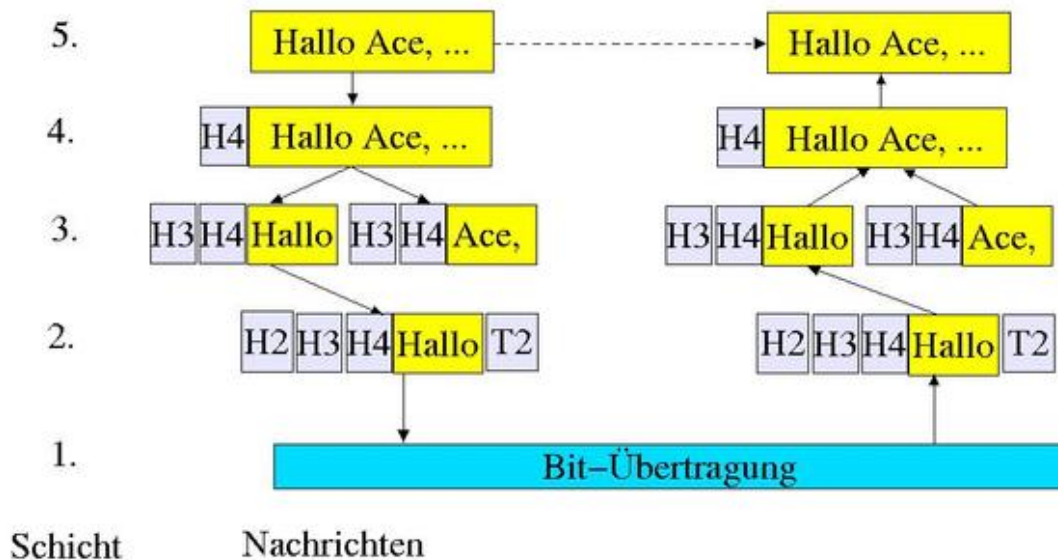 5. Hallo Ace, ... Hallo Ace, ...
4. H4 Hallo Ace, ... H4 Hallo Ace, ...
3. H3 H4 Hallo H3 H4 Ace, H3 H4 Hallo H3 H4 Ace,
2. H2 H3 H4 Hallo T2 H2 H3 H4 Hallo T2
1. Bit–Übertragung
Schicht Nachrichten